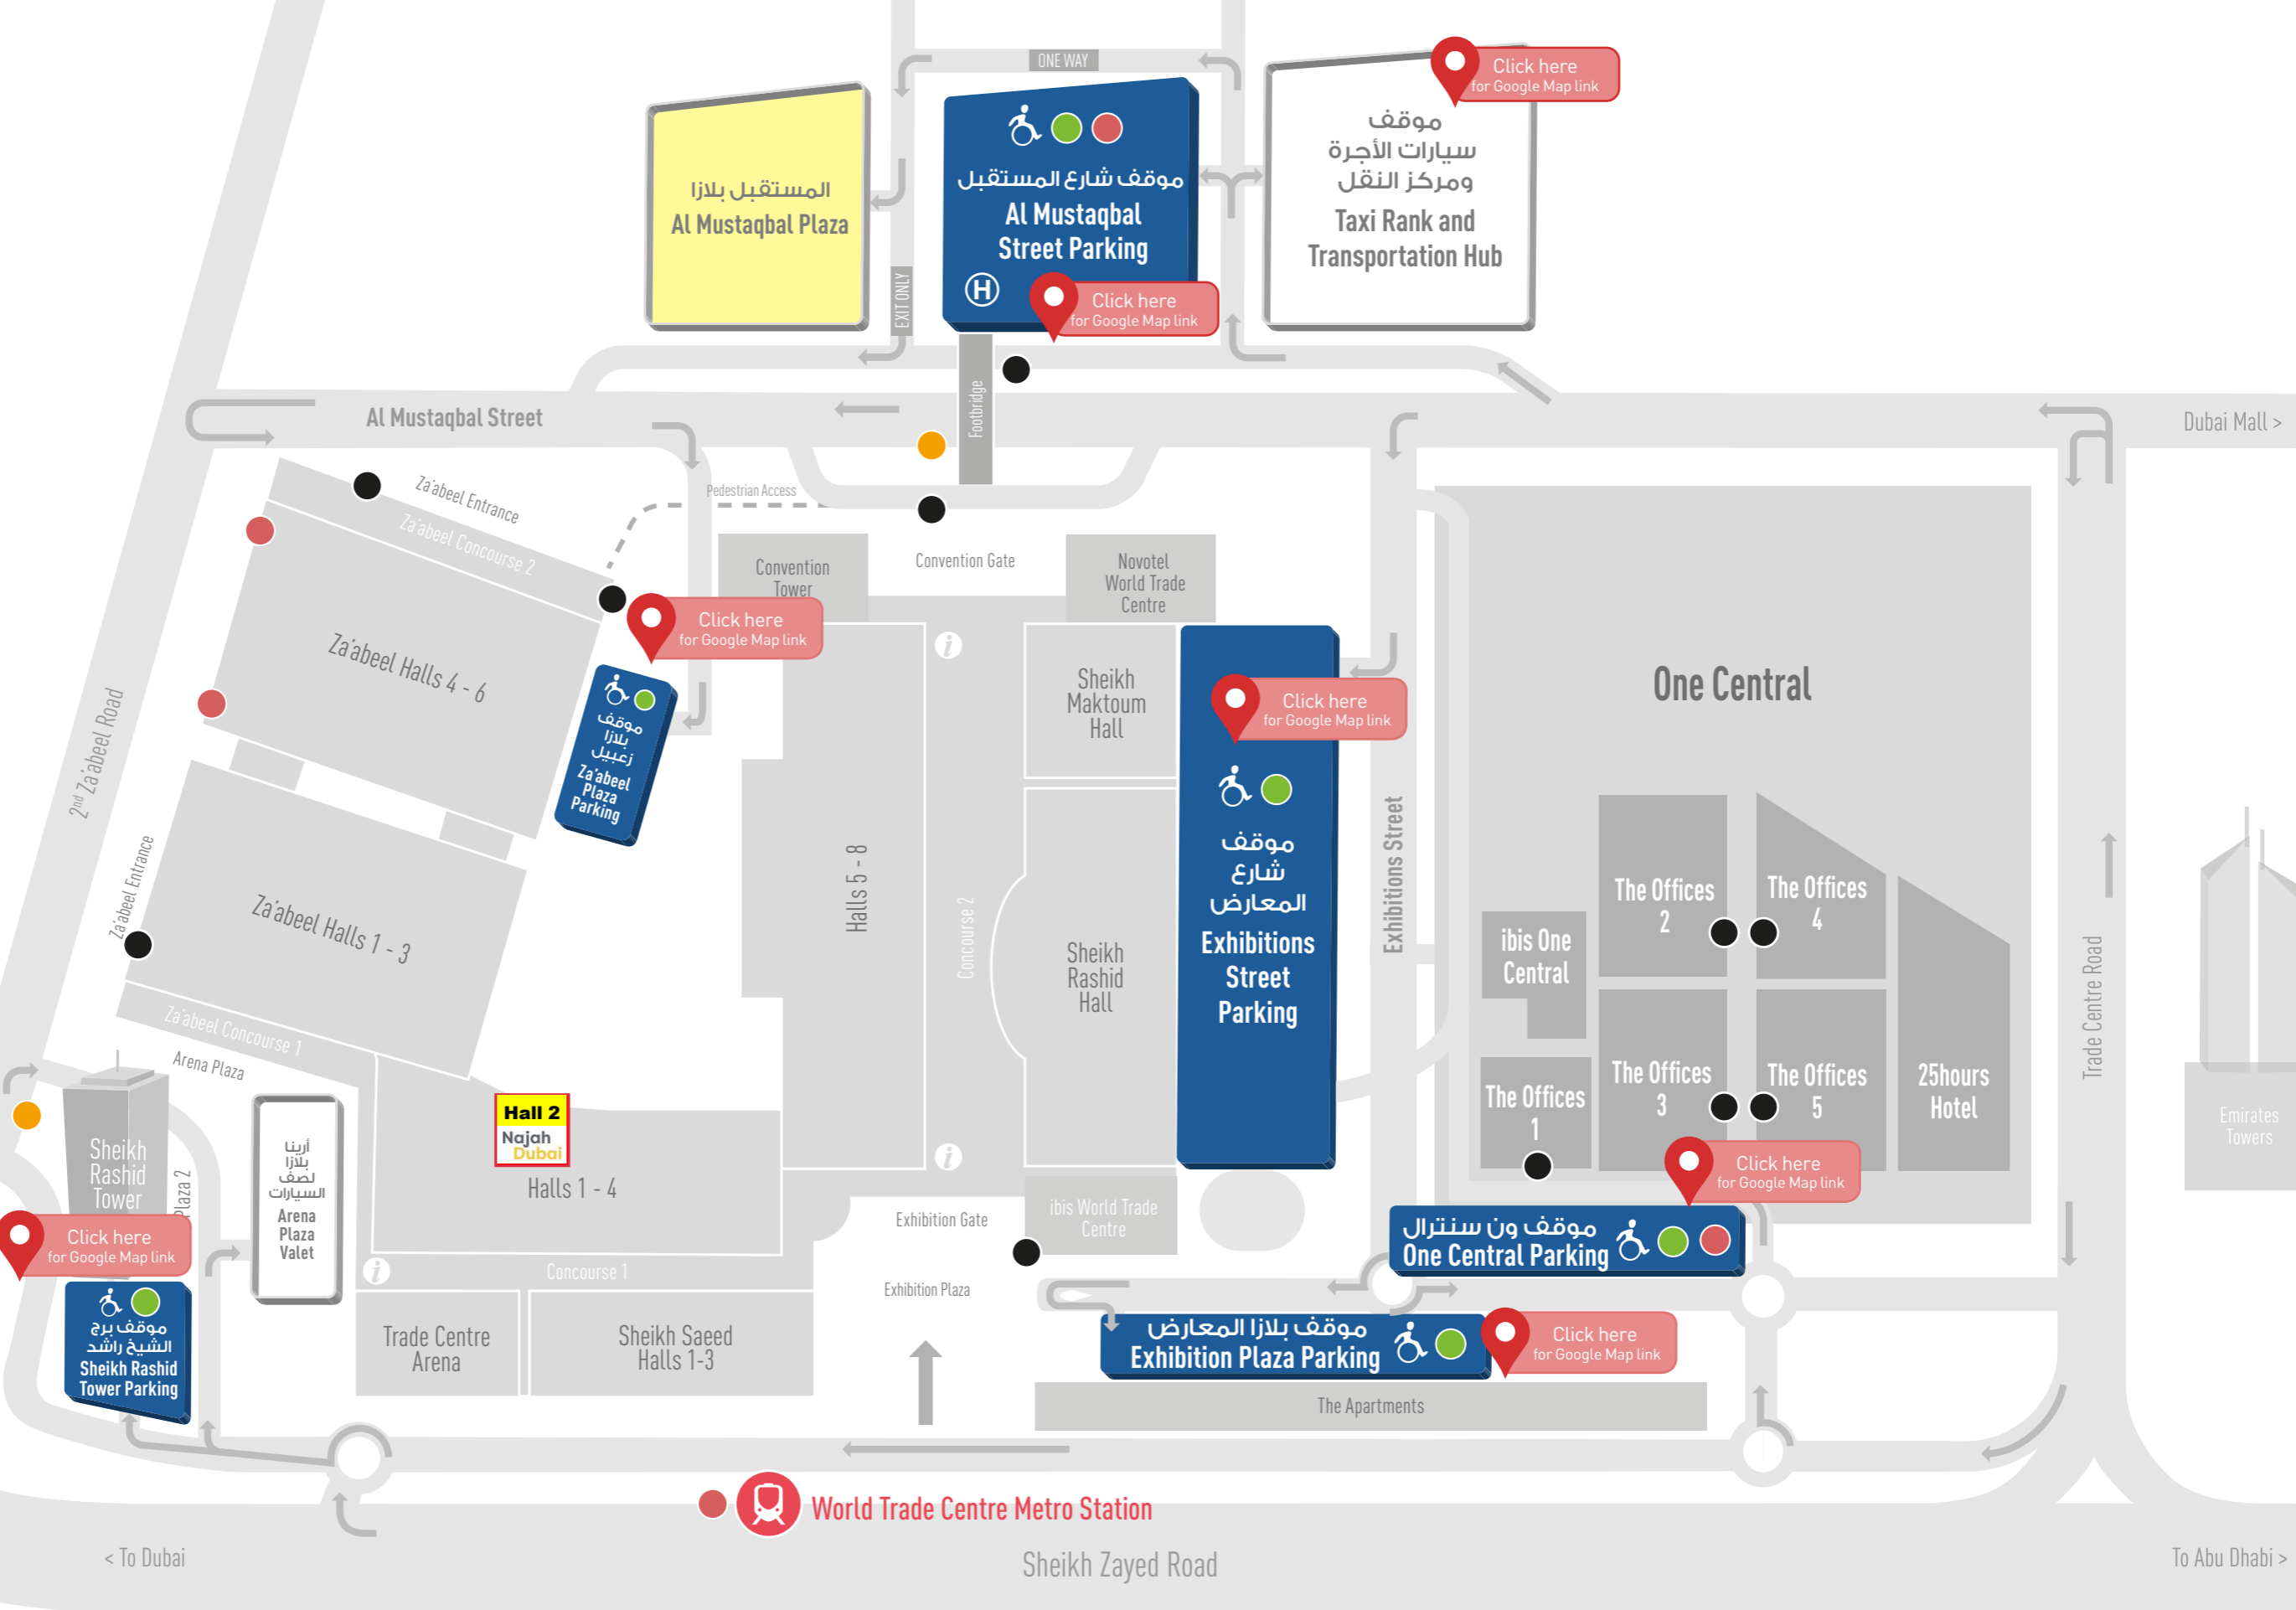 ONE WAY
Click here
for Google Map link
موقف
سيارات الأجرة
ومركز النقل
Taxi Rank and
Transportation Hub
المستقبل بلازا
Al Mustaqbal Plaza
موقف شارع المستقبل
Al Mustaqbal
Street Parking
H
Click here
for Google Map link
EXIT ONLY
Footbridge
Al Mustaqbal Street
Dubai Mall >
Za'abeel Entrance
Za'abeel Concourse 2
Pedestrian Access
Convention Gate
Convention
Tower
Novotel
World Trade
Centre
Click here
for Google Map link
Za'abeel Halls 4 - 6
موقف
بلازا
زعبيل
Za'abeel
Plaza
Parking
2nd Za'abeel Road
i
Sheikh
Maktoum
Hall
Click here
for Google Map link
One Central
موقف
شارع
المعارض
Exhibitions
Street
Parking
Exhibitions Street
Halls 5 - 8
Concourse 2
Sheikh
Rashid
Hall
Za'abeel Entrance
Za'abeel Halls 1 - 3
Za'abeel Concourse 1
Arena Plaza
The Offices
2
The Offices
4
ibis One
Central
The Offices
1
The Offices
3
The Offices
5
25hours
Hotel
Trade Centre Road
Emirates
Towers
Hall 2
Najah
Dubai
Halls 1 - 4
i
Sheikh
Rashid
Tower
Plaza 2
أرينا
بلازا
لصف
السيارات
Arena
Plaza
Valet
Click here
for Google Map link
موقف برج
الشيخ راشد
Sheikh Rashid
Tower Parking
i
Concourse 1
Exhibition Gate
ibis World Trade
Centre
Exhibition Plaza
Trade Centre
Arena
Sheikh Saeed
Halls 1-3
Click here
for Google Map link
موقف ون سنترال
One Central Parking
موقف بلازا المعارض
Exhibition Plaza Parking
Click here
for Google Map link
The Apartments
World Trade Centre Metro Station
< To Dubai
Sheikh Zayed Road
To Abu Dhabi >